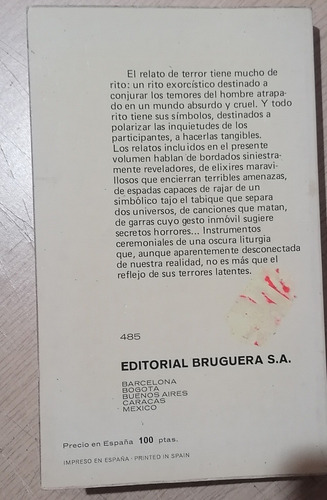 El relato de terror tiene mucho de
rito: un rito exorcístico destinado a
conjurar los temores del hombre atrapa-
do en un mundo absurdo y cruel. Y todo
rito tiene sus símbolos, destinados a
polarizar las inquietudes de los
participantes, a hacerlas tangibles.
Los relatos incluidos en el presente
volumen hablan de bordados siniestra-
mente reveladores, de elixires maravi-
llosos que encierran terribles amenazas,
de espadas capaces de rajar de un
simbólico tajo el tabique que separa
dos universos, de canciones que matan,
de garras cuyo gesto inmóvil sugiere
secretos horrores... Instrumentos
ceremoniales de una oscura liturgia
que, aunque aparentemente desconectada
de nuestra realidad, no es más que el
reflejo de sus terrores latentes.
485
EDITORIAL BRUGUERA S.A.
BARCELONA
BOGOTA
BUENOS AIRES
CARACAS
MEXICO
Precio en España 100 ptas.
IMPRESO EN ESPAÑA - PRINTED IN SPAIN